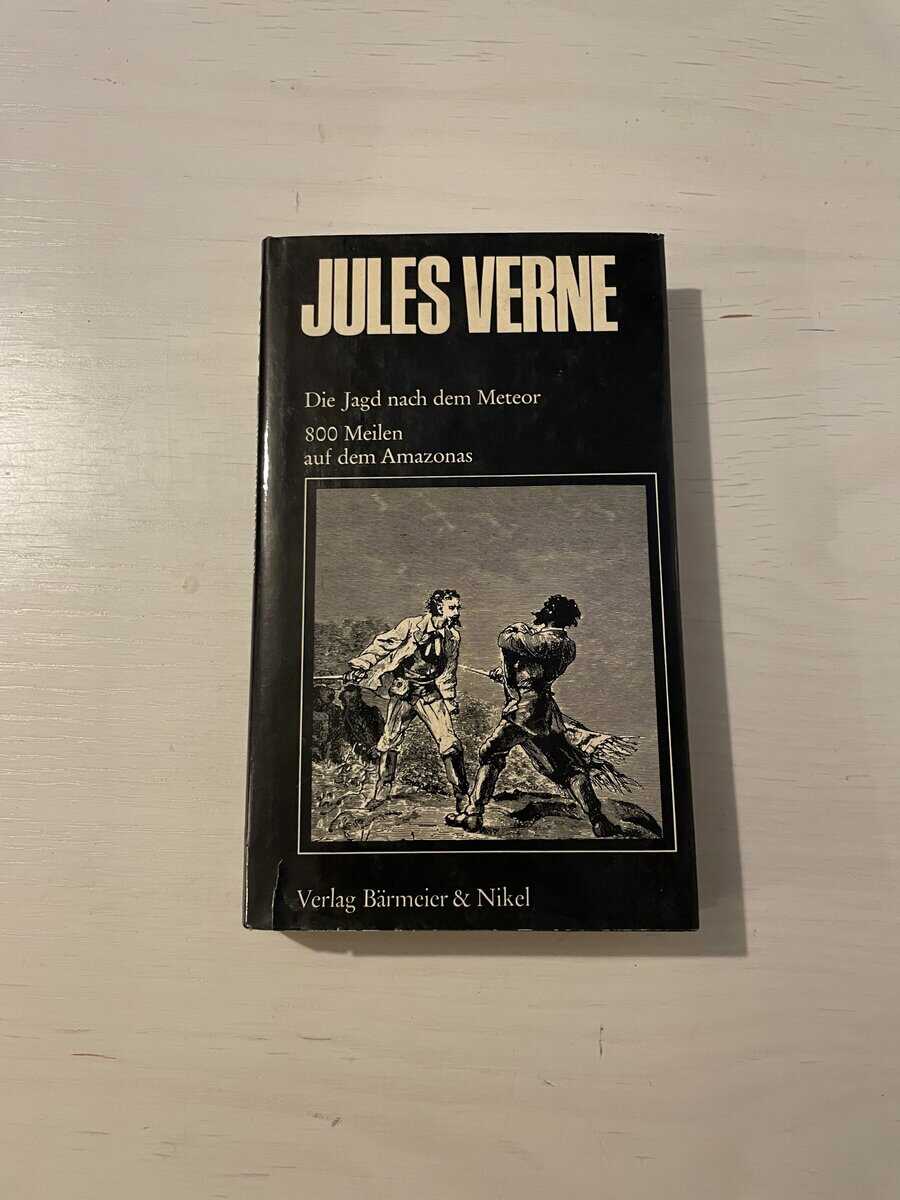 JULES VERNE
Die Jagd nach dem Meteor
800 Meilen
auf dem Amazonas
Verlag Bärmeier & Nikel